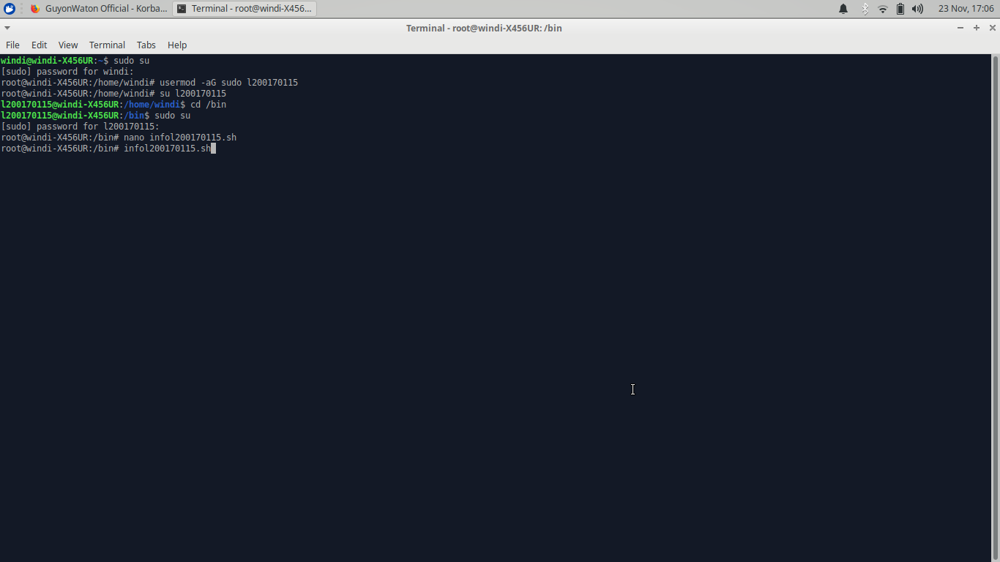 GuyonWaton Official - Korba...
Terminal - root@windi-X456...
23 Nov, 17:06
Terminal - root@windi-X456UR: /bin
File Edit View Terminal Tabs Help
windi@windi-X456UR:~$ sudo su
[sudo] password for windi:
root@windi-X456UR:/home/windi# usermod -aG sudo l200170115
root@windi-X456UR:/home/windi# su l200170115
l200170115@windi-X456UR:/home/windi$ cd /bin
l200170115@windi-X456UR:/bin$ sudo su
[sudo] password for l200170115:
root@windi-X456UR:/bin# nano infol200170115.sh
root@windi-X456UR:/bin# infol200170115.sh